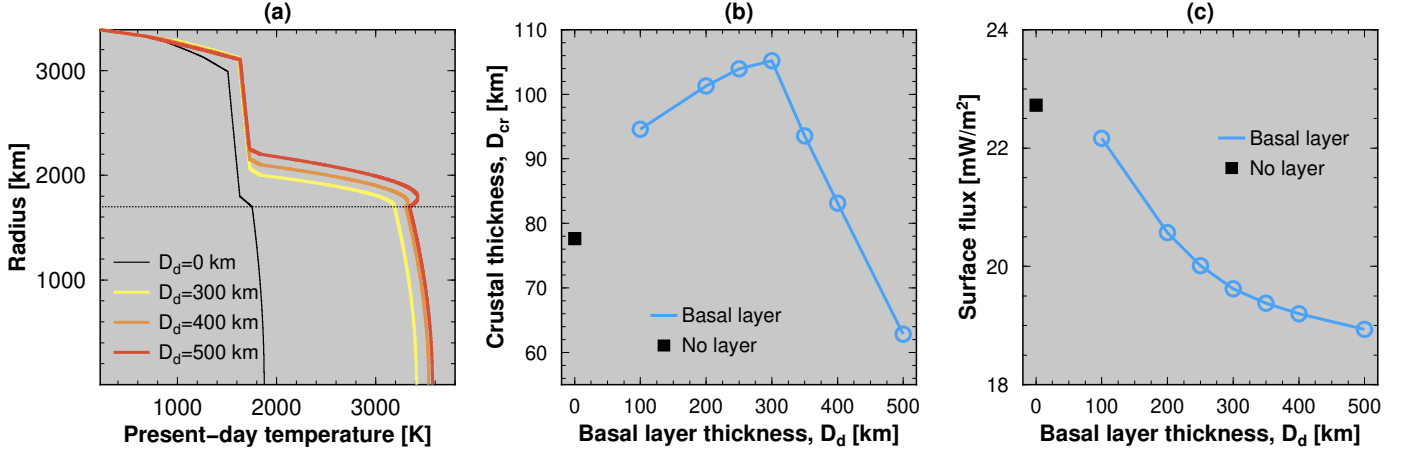 (a)
3000
2000
1000
Radius [km]
D_d=0 km
D_d=300 km
D_d=400 km
D_d=500 km
1000 2000 3000
Present−day temperature [K]
(b)
110
100
90
80
70
60
Crustal thickness, D_cr [km]
Basal layer
No layer
0 100 200 300 400 500
Basal layer thickness, D_d [km]
(c)
24
22
20
18
Surface flux [mW/m²]
Basal layer
No layer
0 100 200 300 400 500
Basal layer thickness, D_d [km]